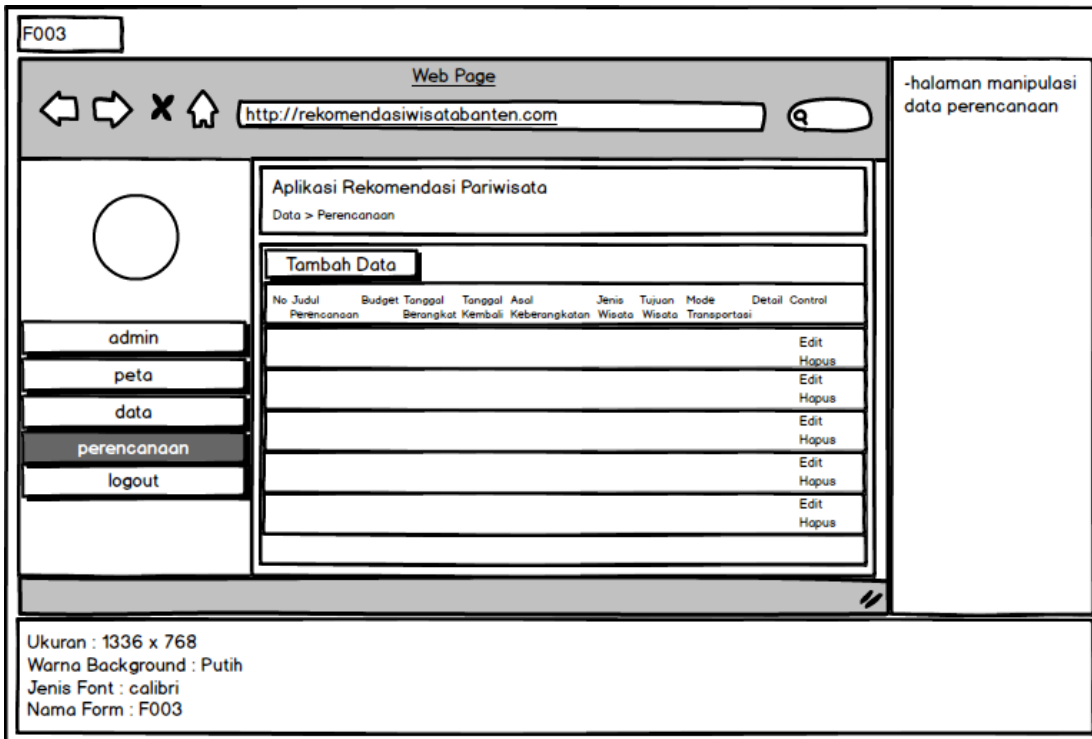 F003
Web Page
http://rekomendasiwisatabanten.com
-halaman manipulasi
data perencanaan
Aplikasi Rekomendasi Pariwisata
Data > Perencanaan
Tambah Data
No Judul Budget Tanggal Tanggal Asal Jenis Tujuan Mode Detail Control
Perencanaan Berangkat Kembali Keberangkatan Wisata Wisata Transportasi
admin
peta
data
perencanaan
logout
Edit
Hapus
Edit
Hapus
Edit
Hapus
Edit
Hapus
Edit
Hapus
Ukuran : 1336 x 768
Warna Background : Putih
Jenis Font : calibri
Nama Form : F003